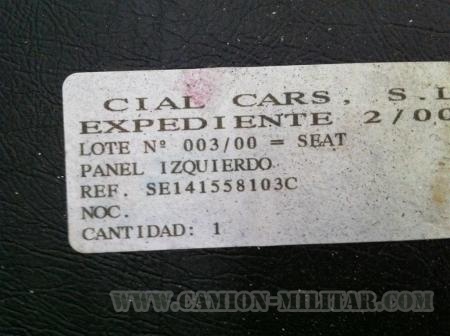 CIAL CARS, S.L
EXPEDIENTE 2/00
LOTE Nº 003/00 = SEAT
PANEL IZQUIERDO
REF. SE141558103C
NOC.
CANTIDAD: 1
WWW.CAMION-MILITAR.COM